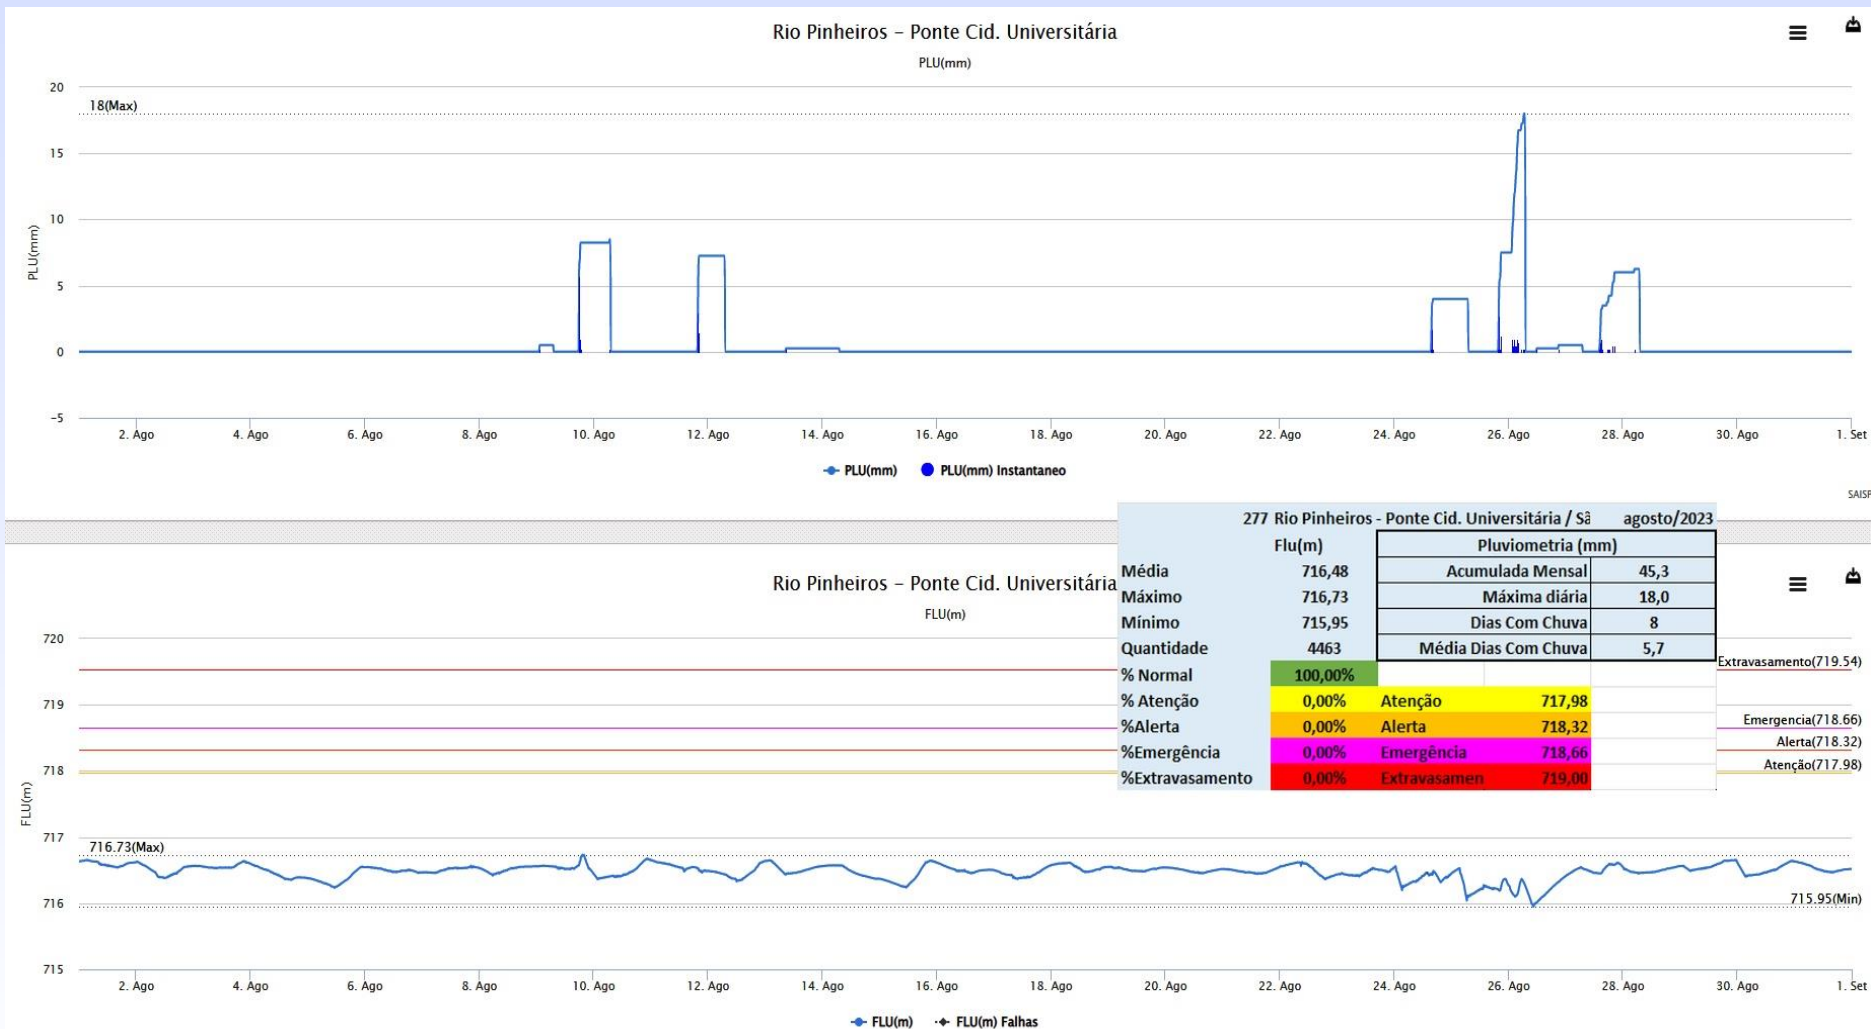 Rio Pinheiros - Ponte Cid. Universitária
PLU(mm)
20
18(Max)
15
10
PLU(mm)
5
0
-5
2. Ago 4. Ago 6. Ago 8. Ago 10. Ago 12. Ago 14. Ago 16. Ago 18. Ago 20. Ago 22. Ago 24. Ago 26. Ago 28. Ago 30. Ago 1. Set
PLU(mm) PLU(mm) Instantaneo
SAISP
277 Rio Pinheiros - Ponte Cid. Universitária / Sã agosto/2023
Flu(m) Pluviometria (mm)
Média 716,48 Acumulada Mensal 45,3
Máximo 716,73 Máxima diária 18,0
Mínimo 715,95 Dias Com Chuva 8
Quantidade 4463 Média Dias Com Chuva 5,7
% Normal 100,00%
% Atenção 0,00% Atenção 717,98
%Alerta 0,00% Alerta 718,32
%Emergência 0,00% Emergência 718,66
%Extravasamento 0,00% Extravasamen 719,00
Rio Pinheiros - Ponte Cid. Universitária
FLU(m)
720
Extravasamento(719.54)
719
Emergencia(718.66)
Alerta(718.32)
718
Atenção(717.98)
FLU(m)
717
716.73(Max)
716
715.95(Min)
715
2. Ago 4. Ago 6. Ago 8. Ago 10. Ago 12. Ago 14. Ago 16. Ago 18. Ago 20. Ago 22. Ago 24. Ago 26. Ago 28. Ago 30. Ago 1. Set
FLU(m) FLU(m) Falhas